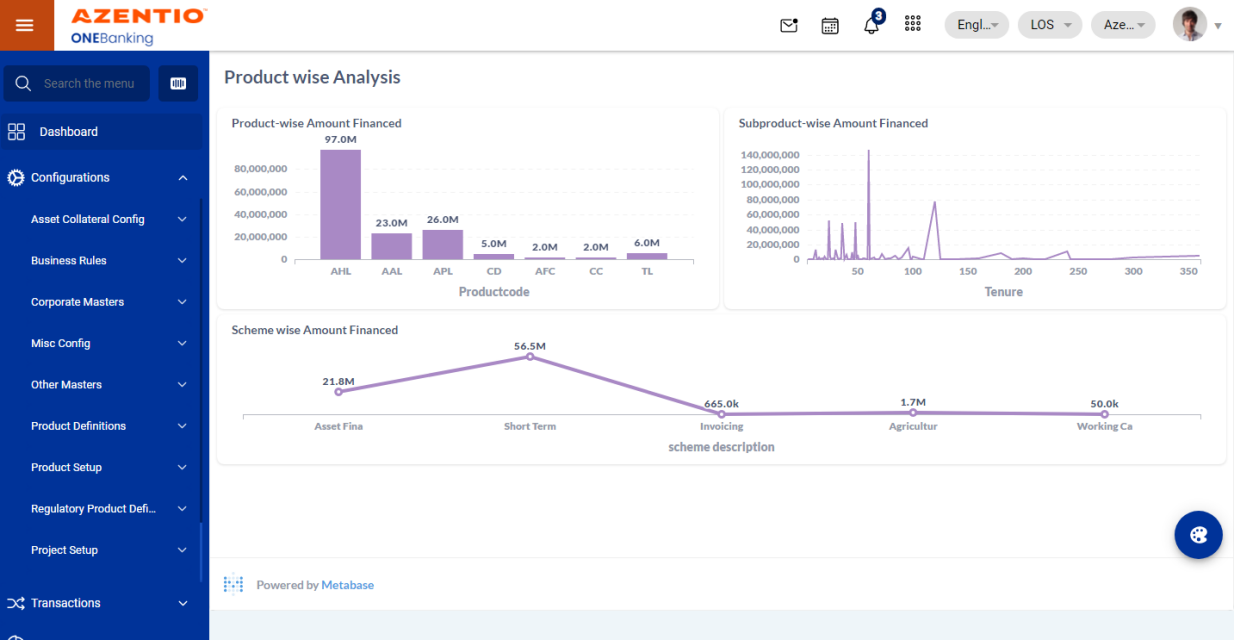 AZENTIO
ONEBanking
3
Engl...
LOS
Aze...
Search the menu
Dashboard
Configurations
Asset Collateral Config
Business Rules
Corporate Masters
Misc Config
Other Masters
Product Definitions
Product Setup
Regulatory Product Defi...
Project Setup
Transactions
Product wise Analysis
Product-wise Amount Financed
97.0M
80,000,000
60,000,000
40,000,000
20,000,000
0
23.0M
26.0M
5.0M
2.0M
2.0M
6.0M
AHL AAL APL CD AFC CC TL
Productcode
Subproduct-wise Amount Financed
140,000,000
120,000,000
100,000,000
80,000,000
60,000,000
40,000,000
20,000,000
0
50 100 150 200 250 300 350
Tenure
Scheme wise Amount Financed
21.8M
56.5M
665.0k
1.7M
50.0k
Asset Fina Short Term Invoicing Agricultur Working Ca
scheme description
Powered by Metabase